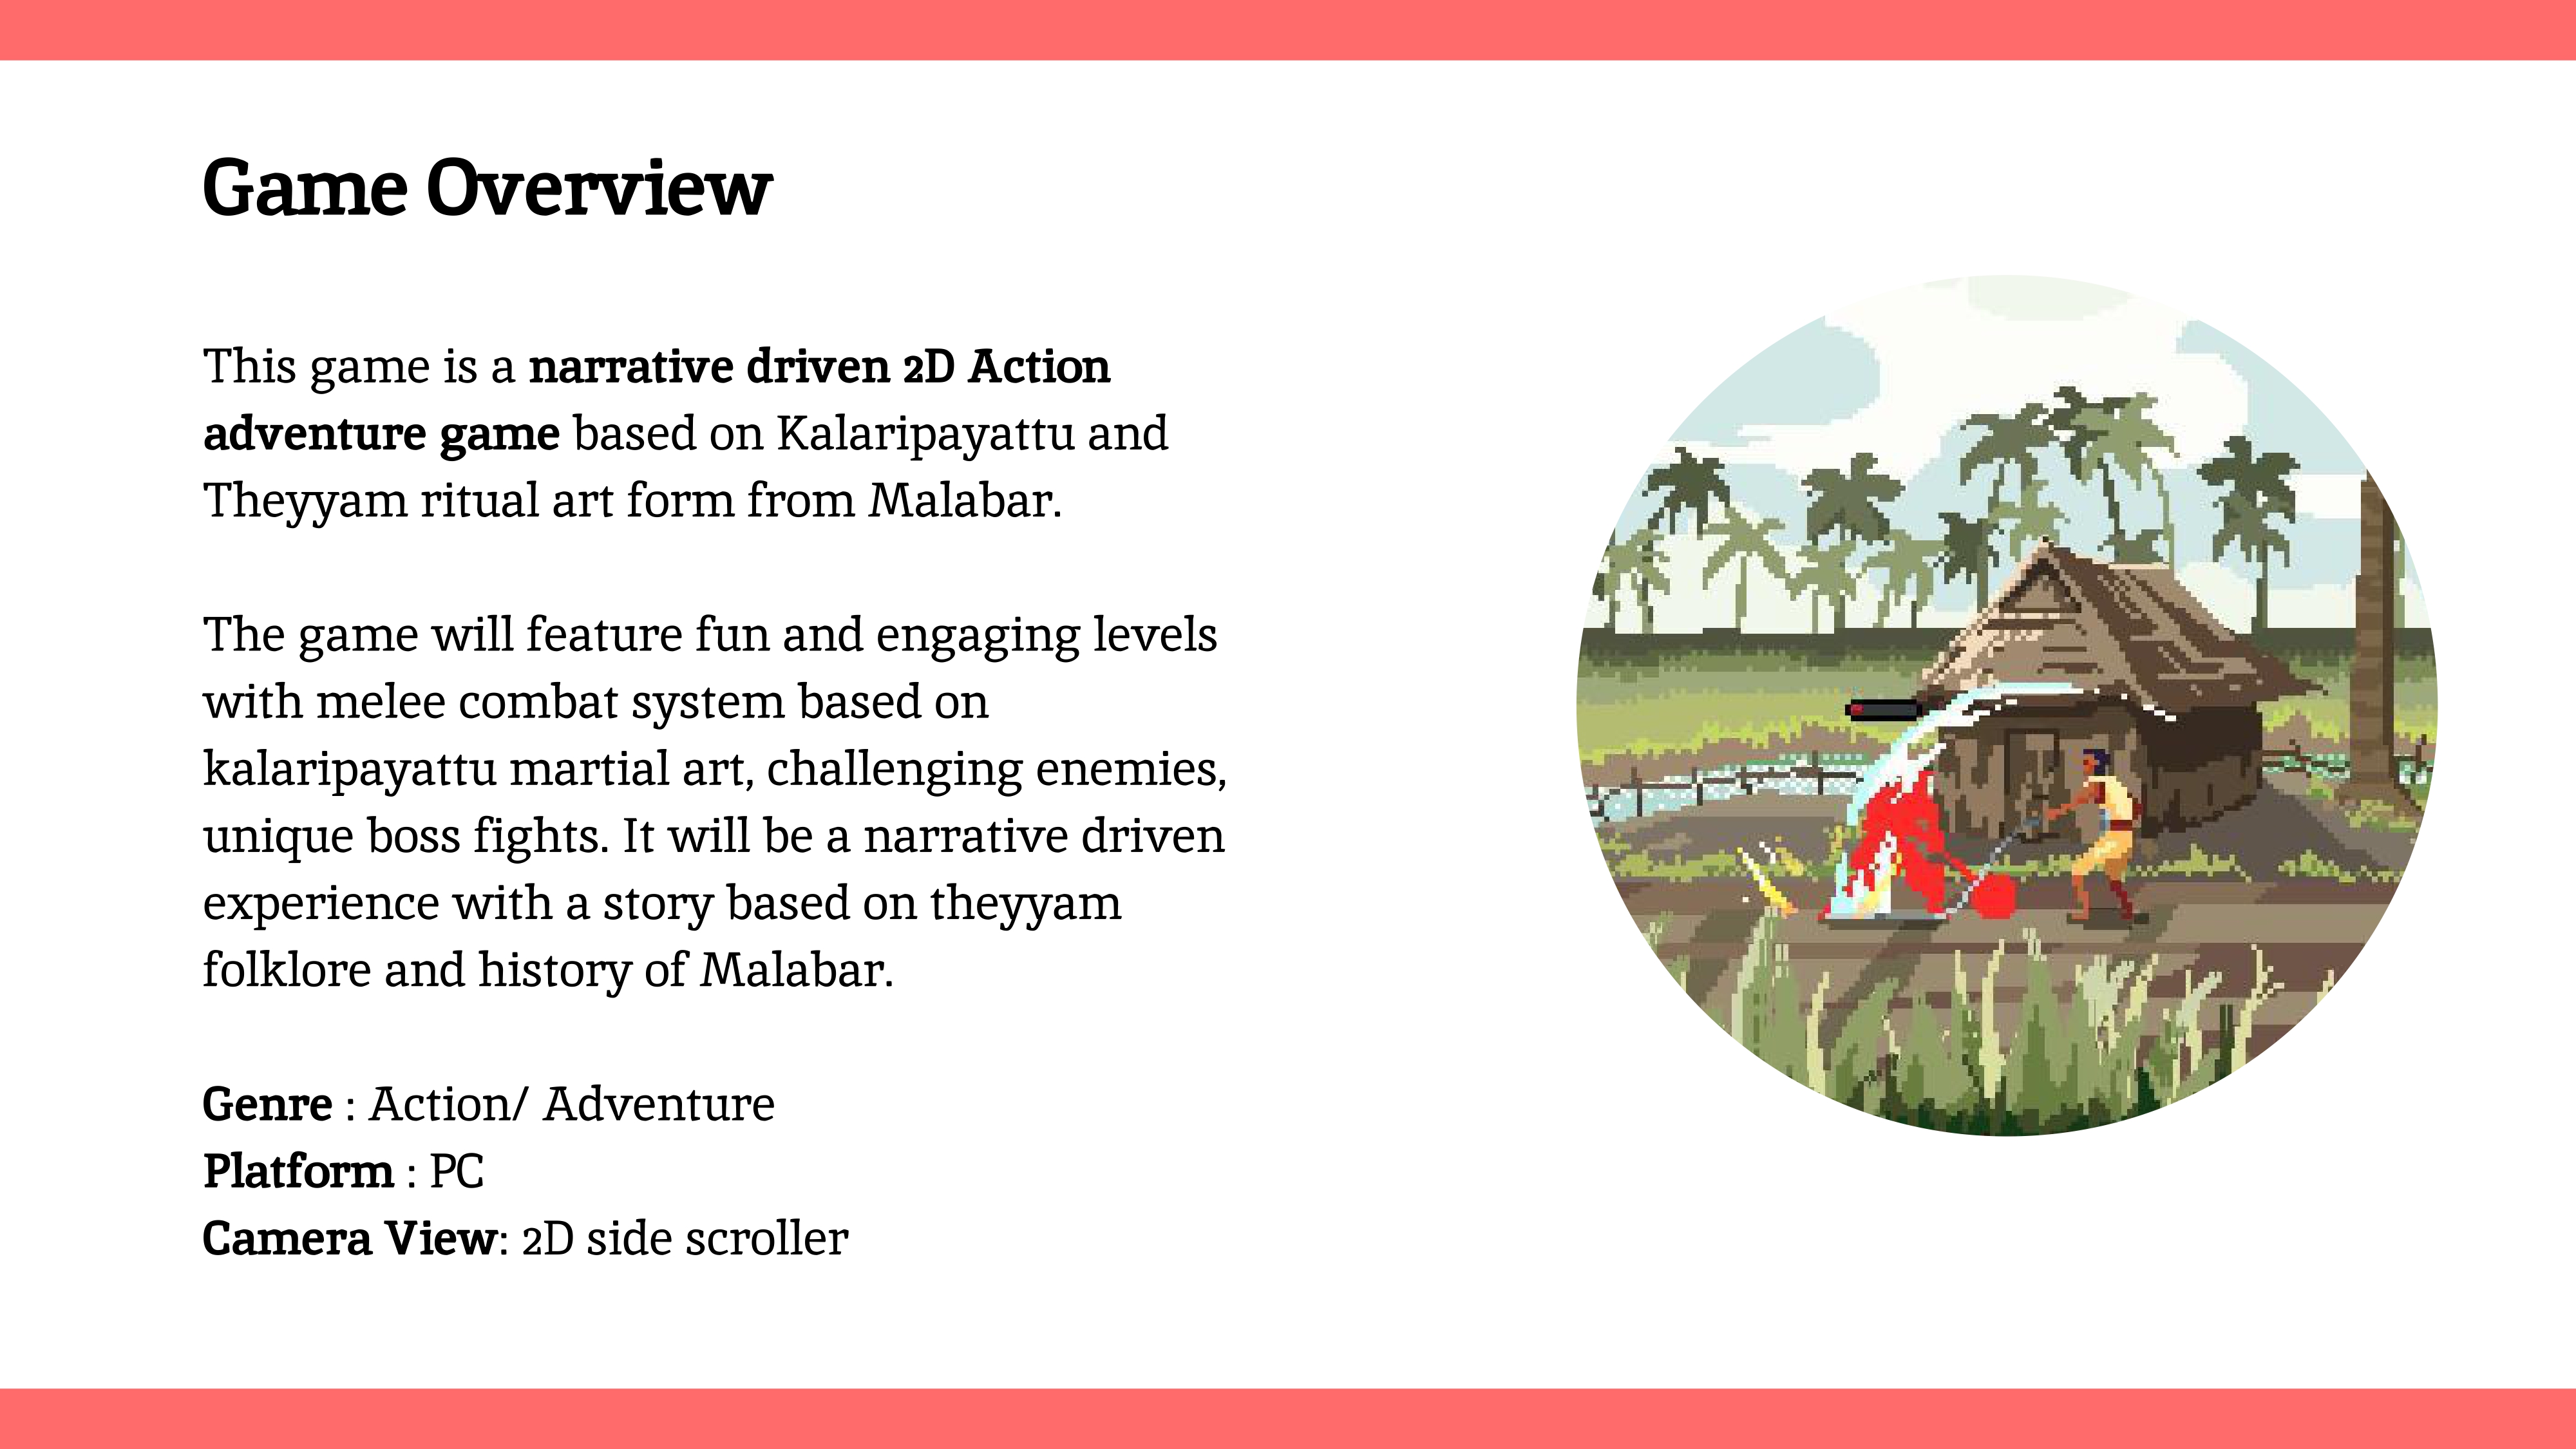 Game Overview
This game is a narrative driven 2D Action
adventure game based on Kalaripayattu and
Theyyam ritual art form from Malabar.
The game will feature fun and engaging levels
with melee combat system based on
kalaripayattu martial art, challenging enemies,
unique boss fights. It will be a narrative driven
experience with a story based on theyyam
folklore and history of Malabar.
Genre : Action/ Adventure
Platform : PC
Camera View: 2D side scroller